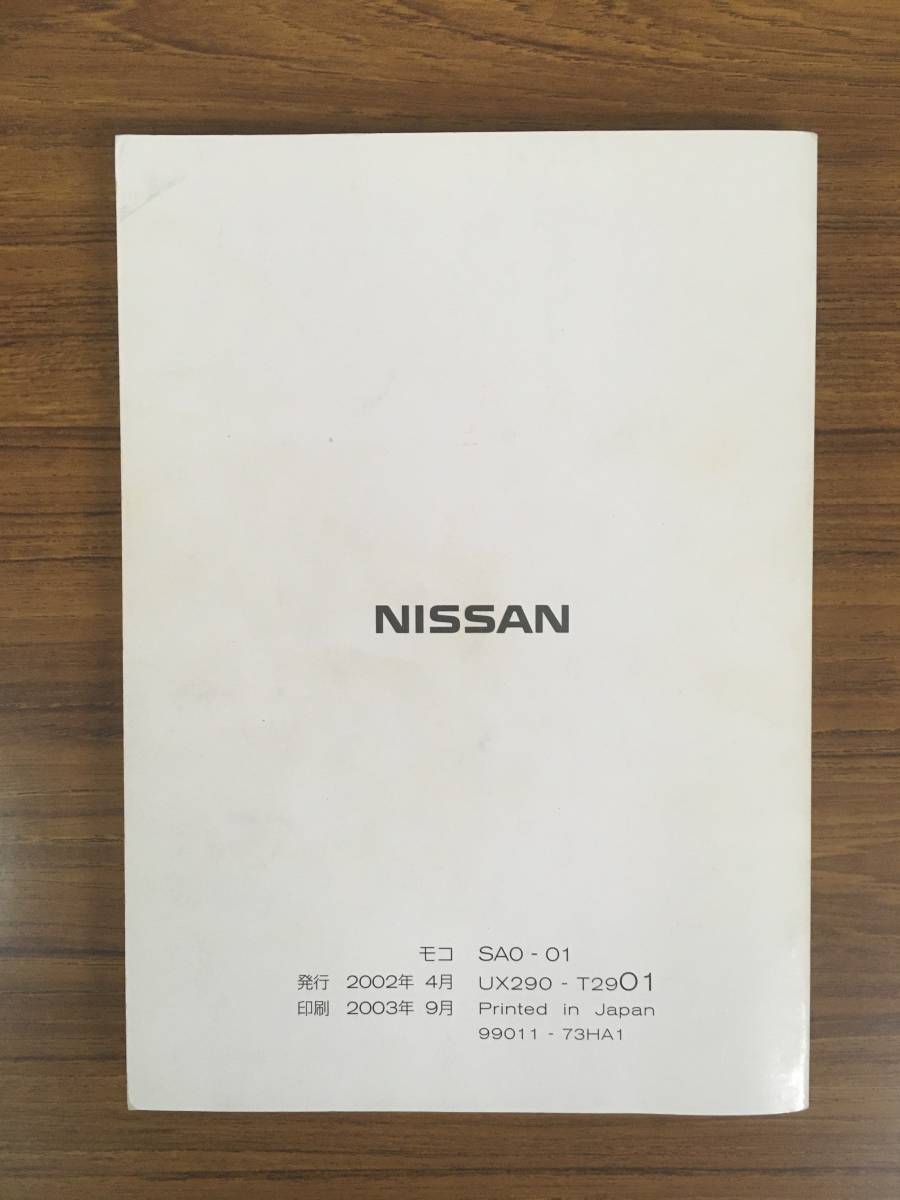 NISSAN
モコ SA0 - 01
発行 2002年 4月 UX290 - T2901
印刷 2003年 9月 Printed in Japan
99011 - 73HA1